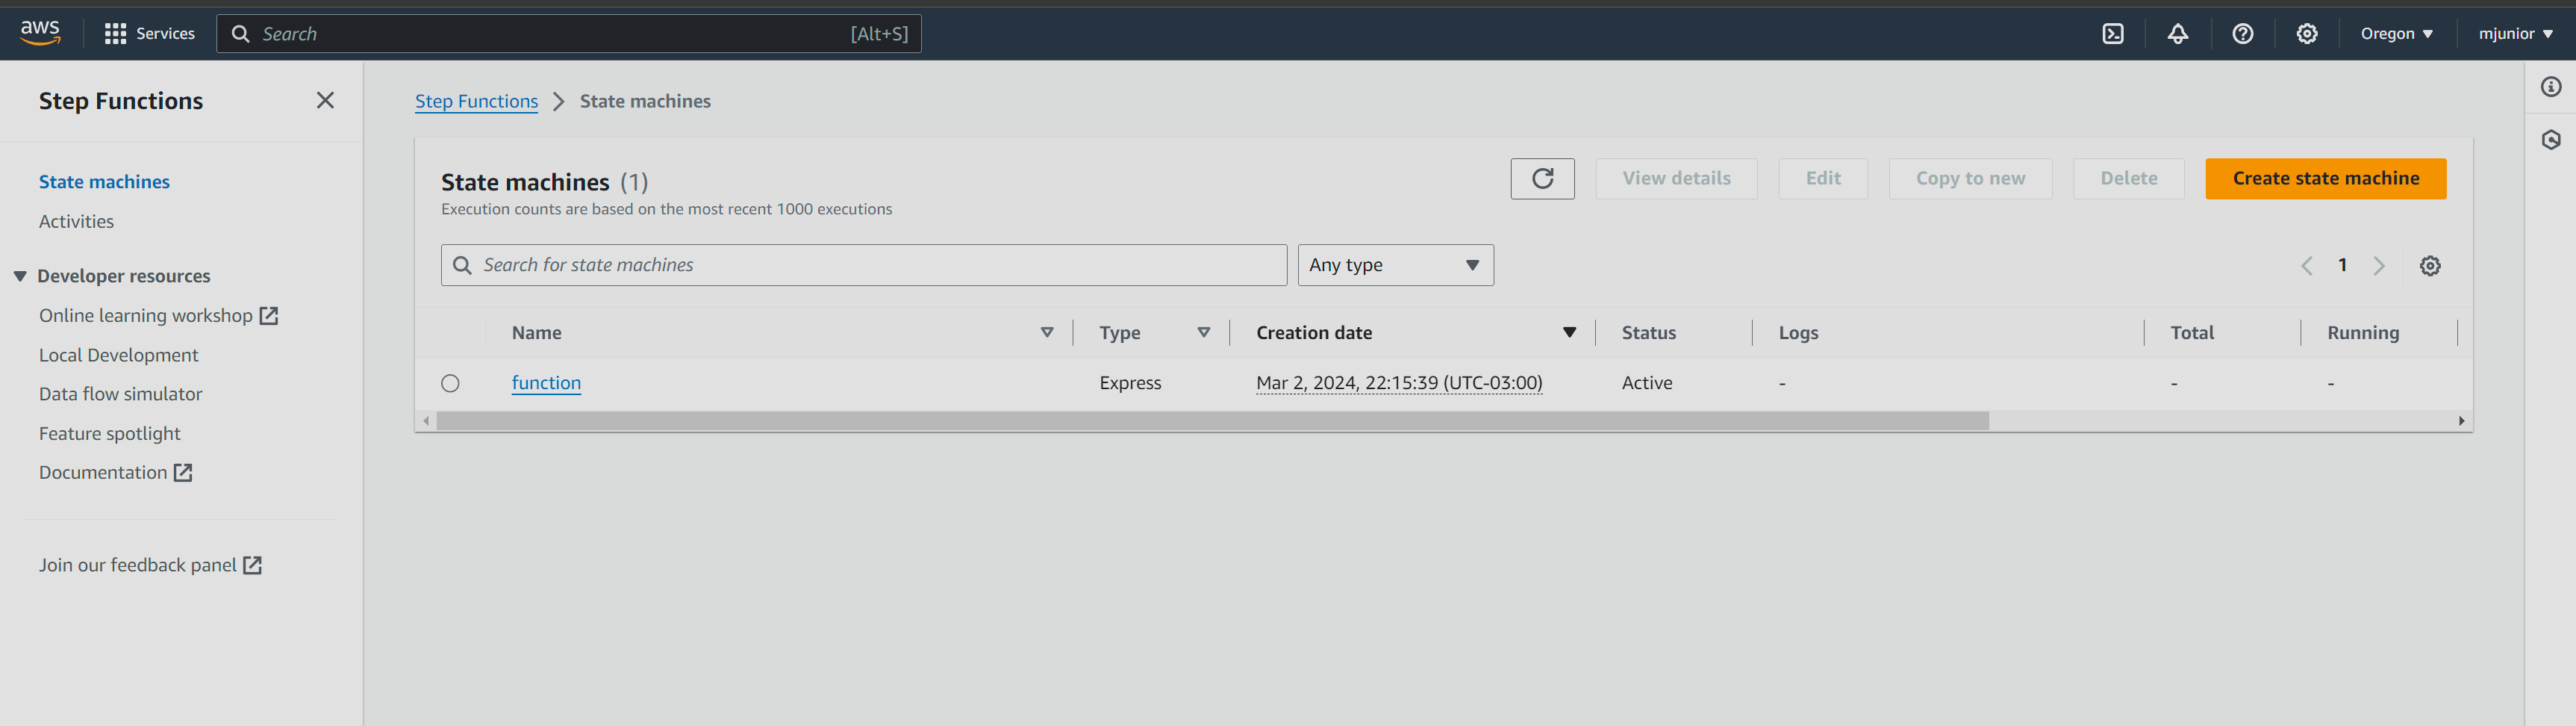 aws
Services
Search [Alt+S]
Oregon
mjunior
Step Functions
State machines
Activities
Developer resources
Online learning workshop
Local Development
Data flow simulator
Feature spotlight
Documentation
Join our feedback panel
Step Functions
State machines
State machines (1)
Execution counts are based on the most recent 1000 executions
View details
Edit
Copy to new
Delete
Create state machine
Search for state machines
Any type
1
Name Type Creation date Status Logs Total Running
function Express Mar 2, 2024, 22:15:39 (UTC-03:00) Active - - -